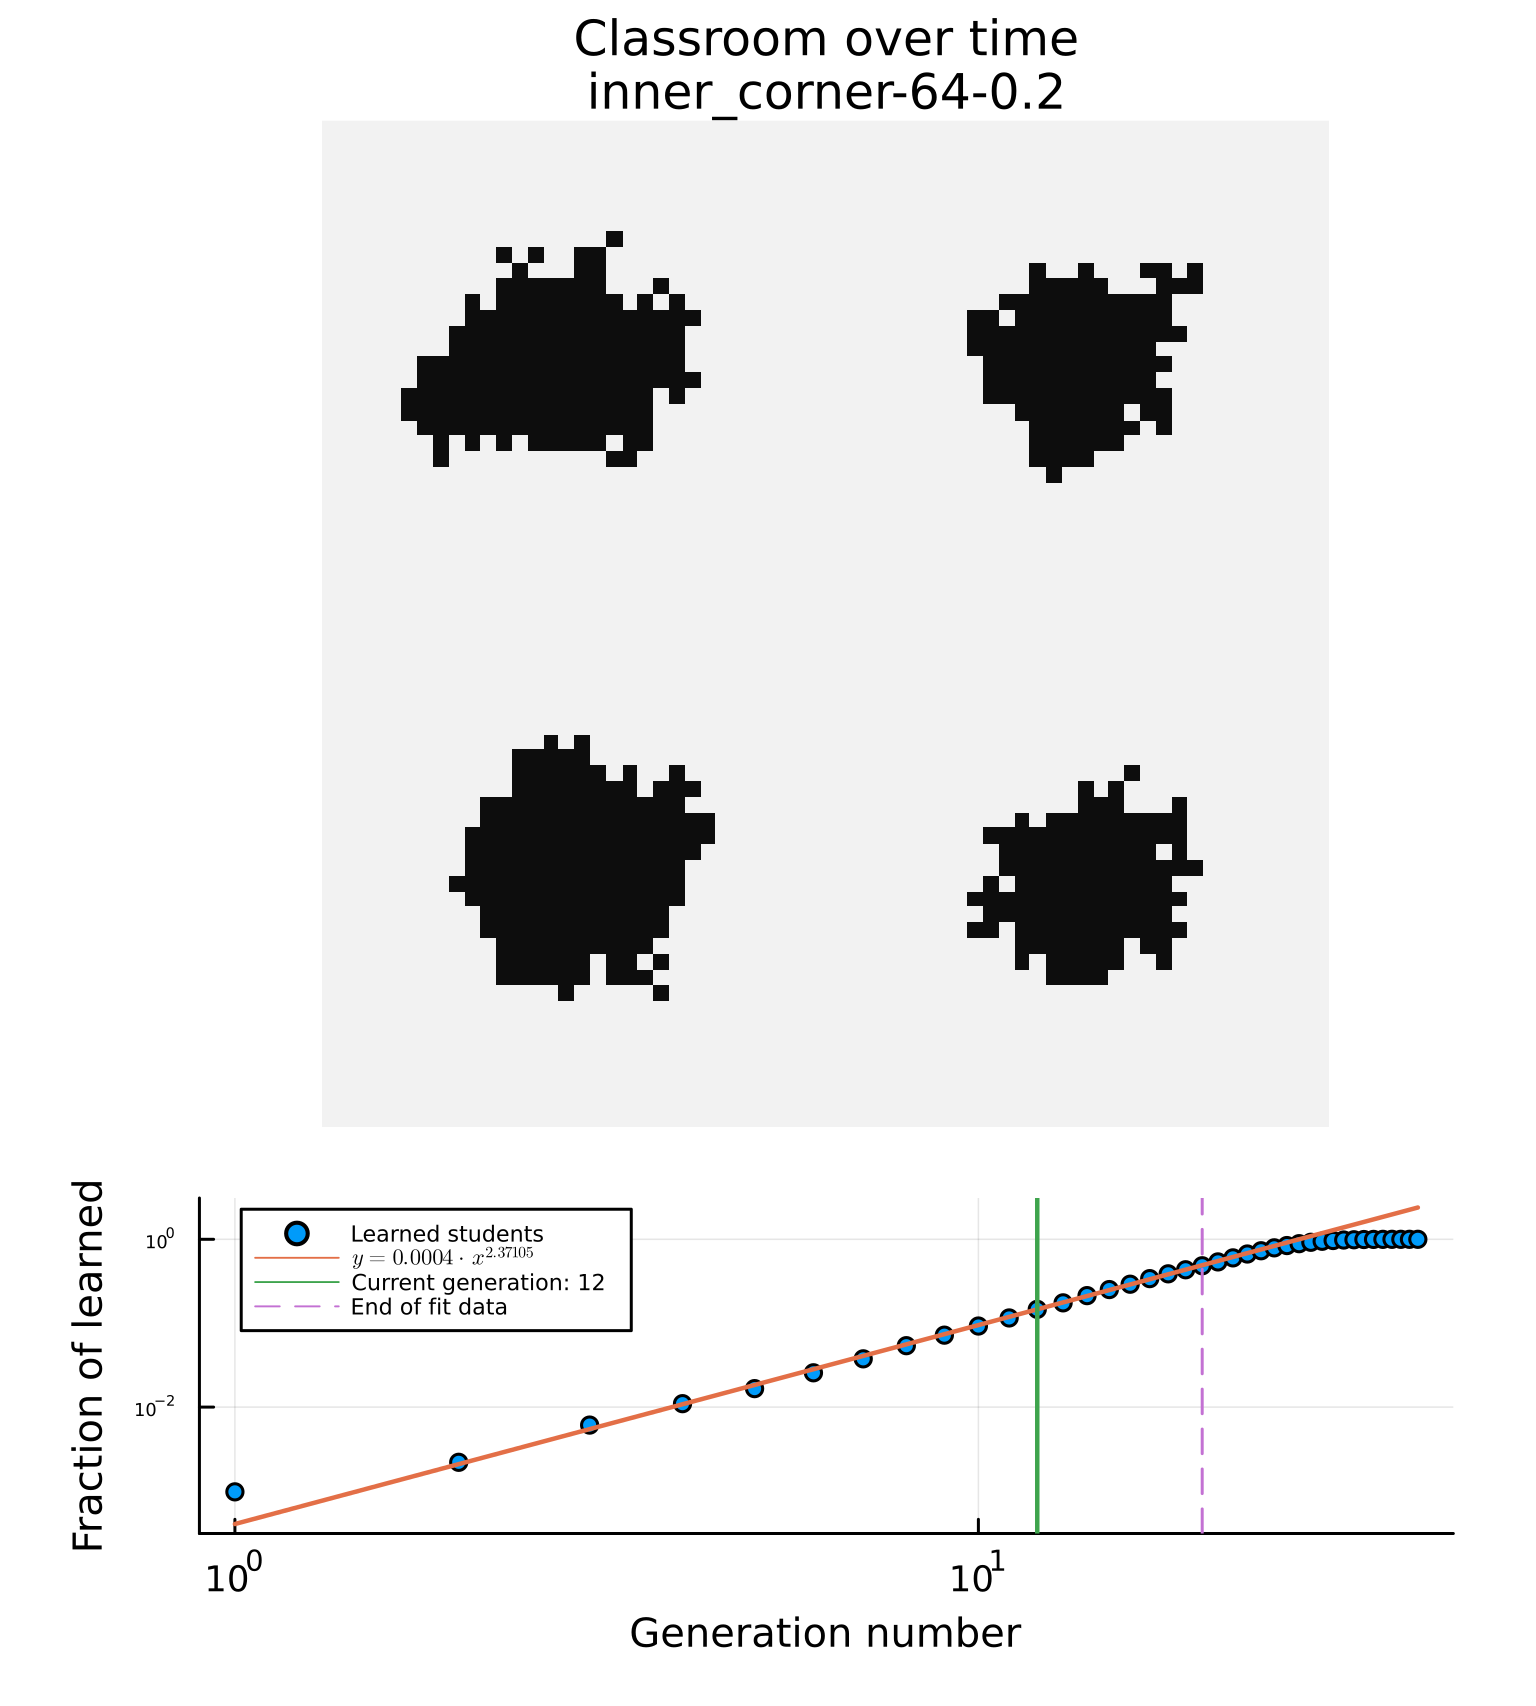 Classroom over time
inner_corner-64-0.2
Fraction of learned
10^0
10^-2
Learned students
y = 0.0004 · x^2.37105
Current generation: 12
End of fit data
10^0
10^1
Generation number